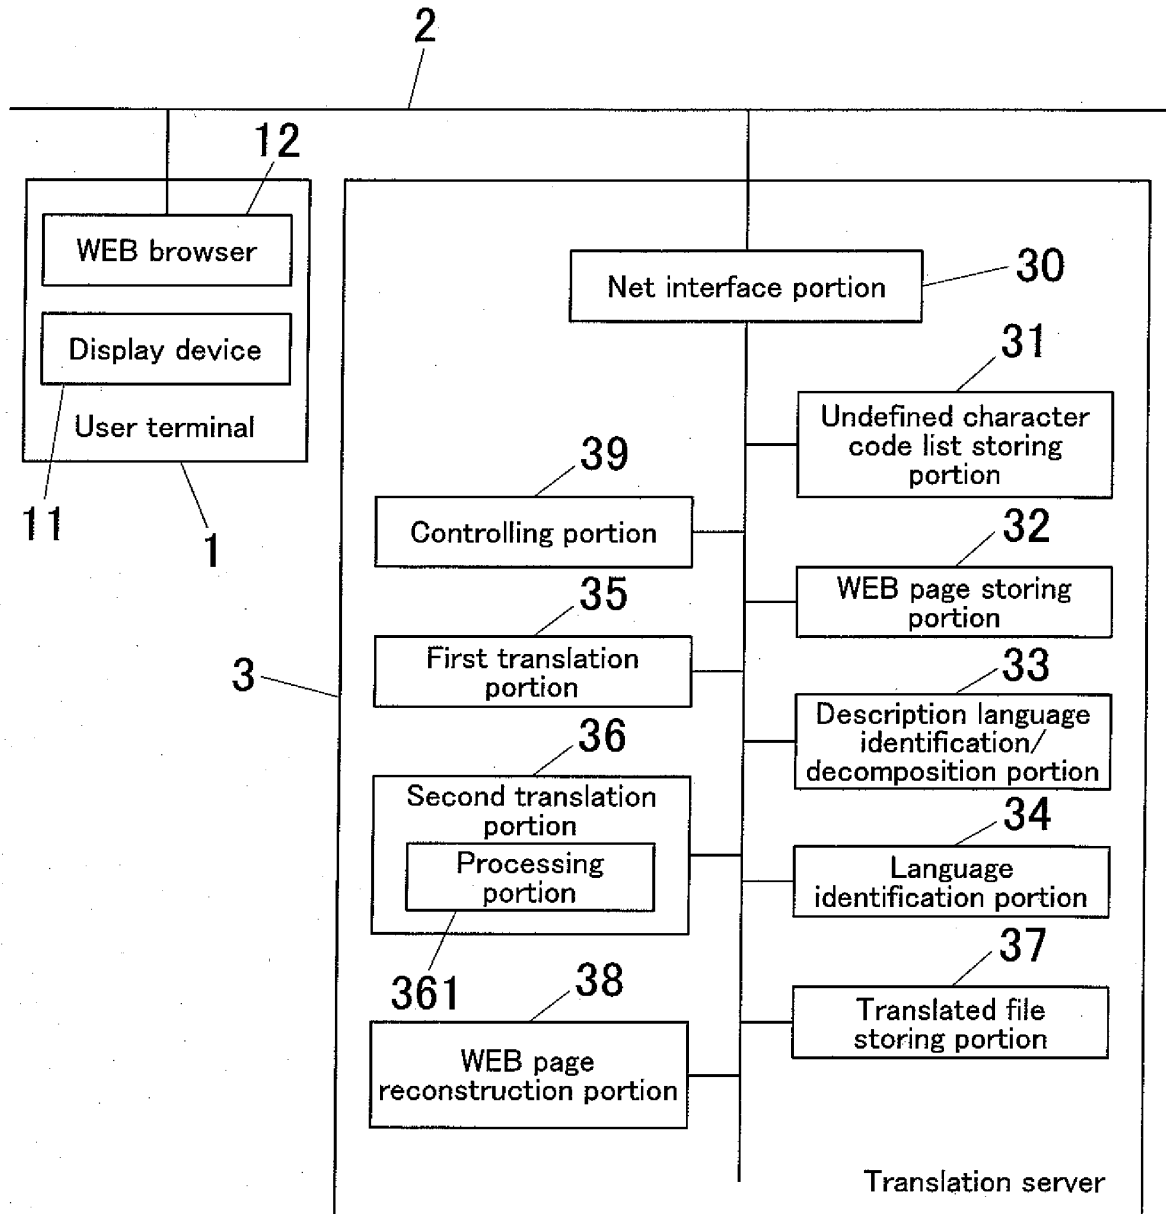 2
12
WEB browser
Display device
User terminal
11
1
Net interface portion
30
31
Undefined character
code list storing
portion
39
Controlling portion
32
WEB page storing
portion
35
First translation
portion
3
33
Description language
identification/
decomposition portion
36
Second translation
portion
Processing
portion
361
34
Language
identification portion
37
Translated file
storing portion
38
WEB page
reconstruction portion
Translation server